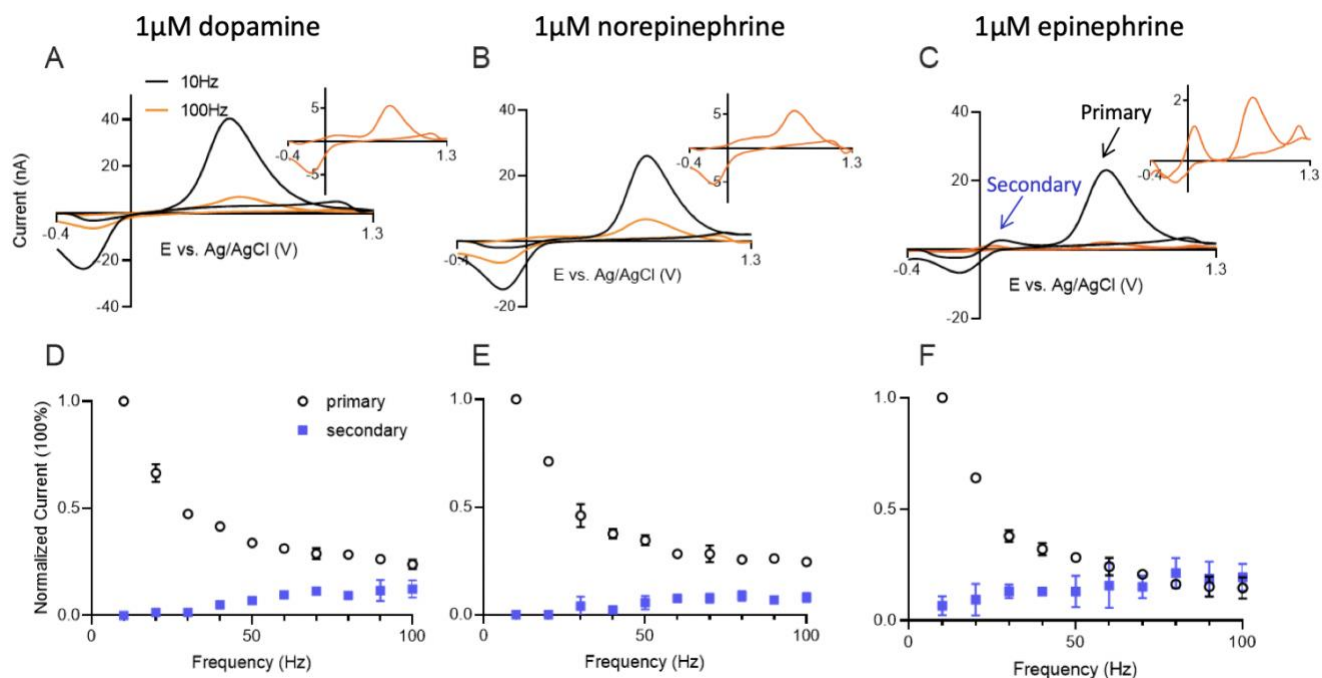 1µM dopamine
1µM norepinephrine
1µM epinephrine
A
B
C
10Hz
100Hz
Primary
Secondary
Current (nA)
40
20
-20
-40
-0.4
1.3
E vs. Ag/AgCl (V)
5
-5
-0.4
1.3
40
20
-20
-0.4
1.3
E vs. Ag/AgCl (V)
5
5
-0.4
1.3
40
20
-20
-0.4
1.3
E vs. Ag/AgCl (V)
2
-0.4
1.3
D
E
F
primary
secondary
Normalized Current (100%)
1.0
0.5
0.0
0
50
100
Frequency (Hz)
1.0
0.5
0.0
0
50
100
Frequency (Hz)
1.0
0.5
0.0
0
50
100
Frequency (Hz)